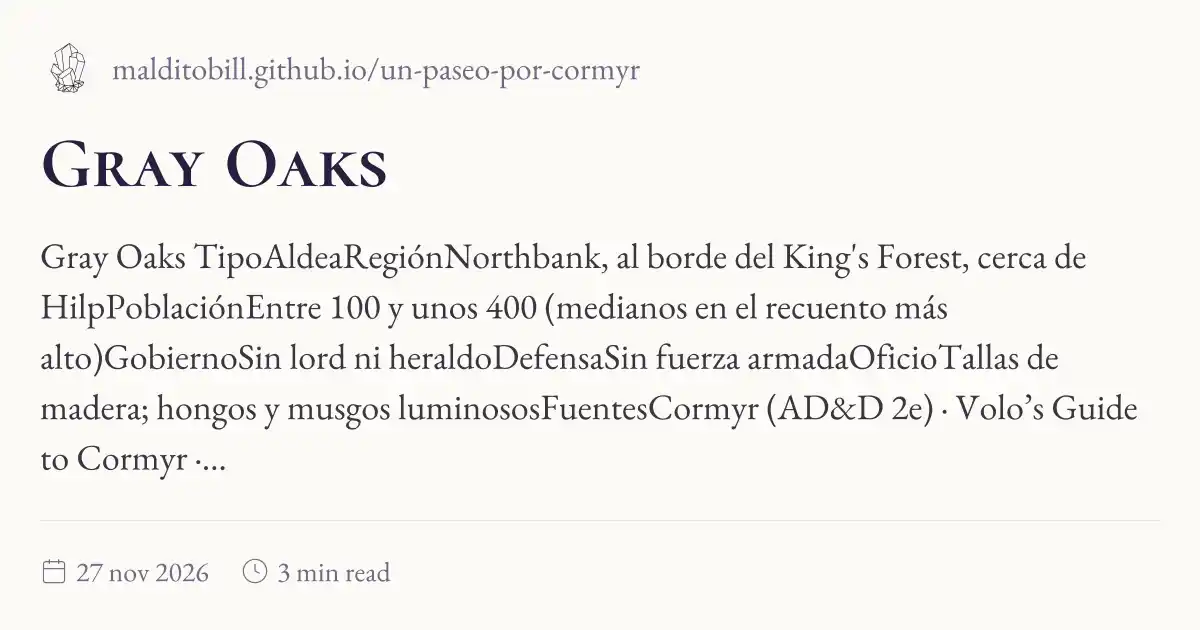 malditobill.github.io/un-paseo-por-cormyr
Gray Oaks
Gray Oaks TipoAldeaRegiónNorthbank, al borde del King's Forest, cerca de
HilpPoblaciónEntre 100 y unos 400 (medianos en el recuento más
alto)GobiernoSin lord ni heraldoDefensaSin fuerza armadaOficioTallas de
madera; hongos y musgos luminososFuentesCormyr (AD&D 2e) · Volo’s Guide
to Cormyr ·...
27 nov 2026 3 min read